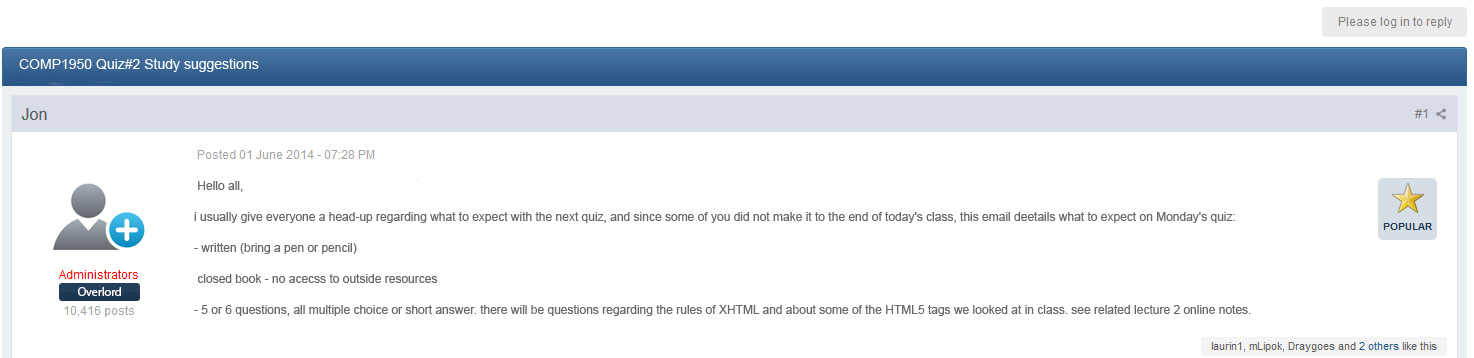 Please log in to reply
COMP1950 Quiz#2 Study suggestions
Jon
#1
Posted 01 June 2014 - 07:28 PM
Hello all,
i usually give everyone a head-up regarding what to expect with the next quiz, and since some of you did not make it to the end of today's class, this email deetails what to expect on Monday's quiz:
- written (bring a pen or pencil)
closed book - no acecss to outside resources
- 5 or 6 questions, all multiple choice or short answer. there will be questions regarding the rules of XHTML and about some of the HTML5 tags we looked at in class. see related lecture 2 online notes.
POPULAR
Administrators
Overlord
10,416 posts
laurin1, mLipok, Draygoes and 2 others like this